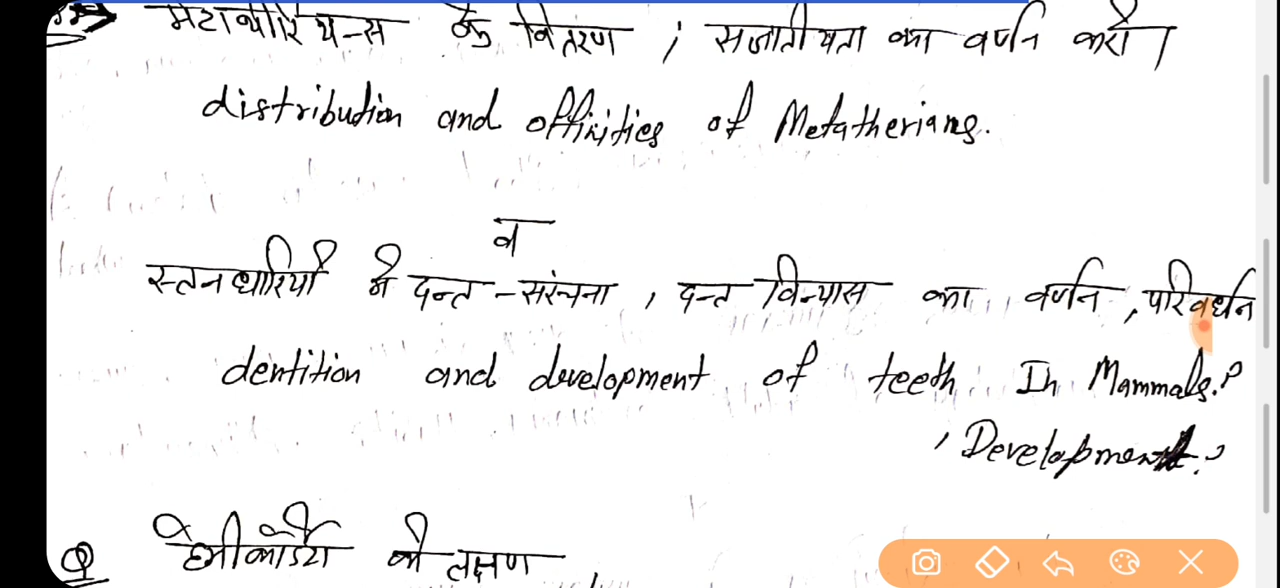 मेटाथीरियन्स के वितरण, सजातीयता का वर्णन करो।
distribution and affinities of Metatherians.
व
स्तनधारियों में दन्त-संरचना, दन्त विन्यास का वर्णन, परिवर्धन
dentition and development of teeth In Mammals.?
, Development.?
Q हेमीकॉर्डेटा के लक्षण,